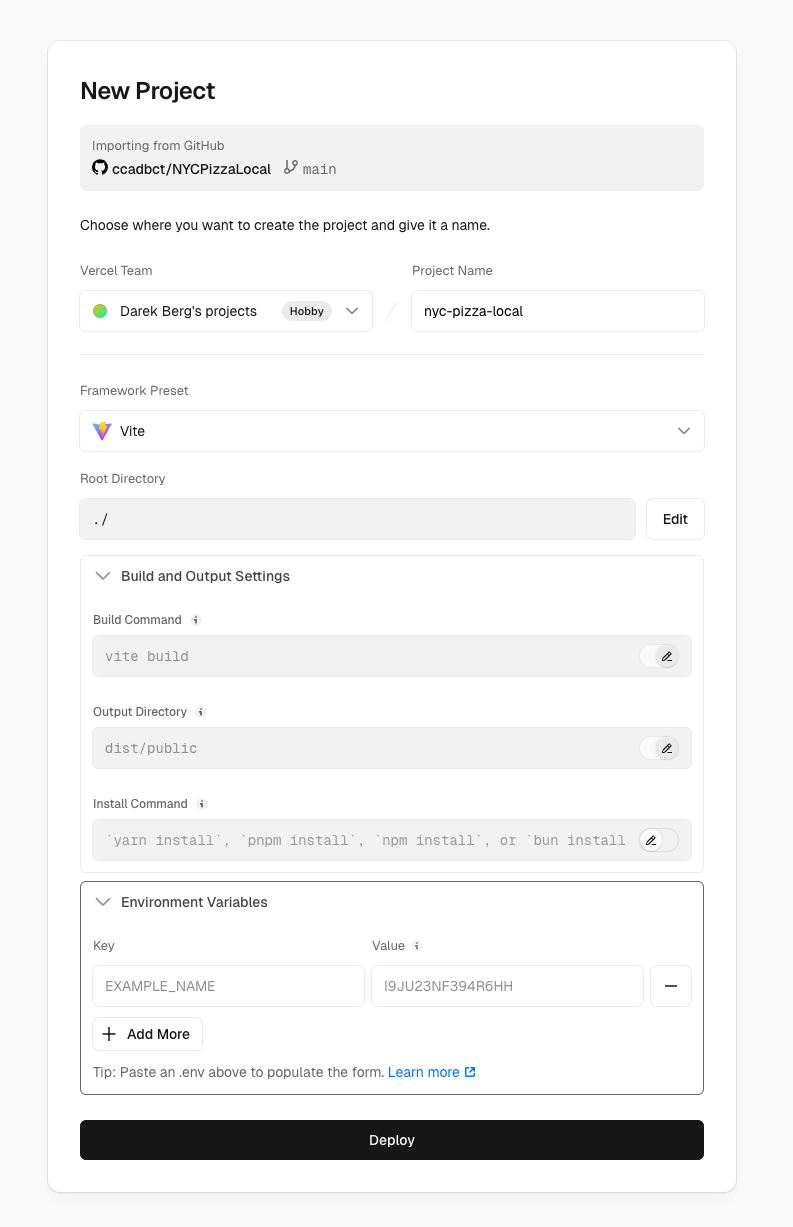 New Project
Importing from GitHub
ccadbct/NYCPizzaLocal main
Choose where you want to create the project and give it a name.
Vercel Team
Project Name
Darek Berg's projects Hobby
/
nyc-pizza-local
Framework Preset
Vite
Root Directory
./
Edit
Build and Output Settings
Build Command
vite build
Output Directory
dist/public
Install Command
`yarn install`, `pnpm install`, `npm install`, or `bun install
Environment Variables
Key
Value
EXAMPLE_NAME
I9JU23NF394R6HH
Add More
Tip: Paste an .env above to populate the form. Learn more
Deploy